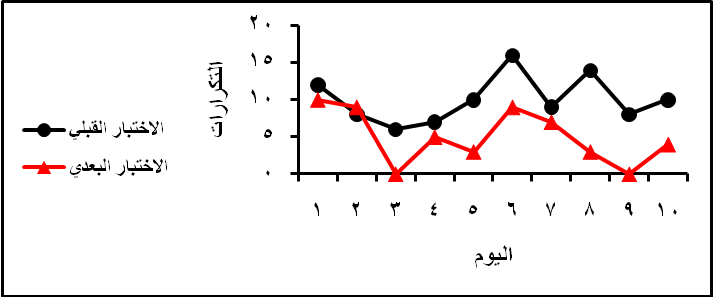 التكرارات
٢٠
١٥
١٠
٥
٠
١ ٢ ٣ ٤ ٥ ٦ ٧ ٨ ٩ ١٠
اليوم
الاختبار القبلي
الاختبار البعدي